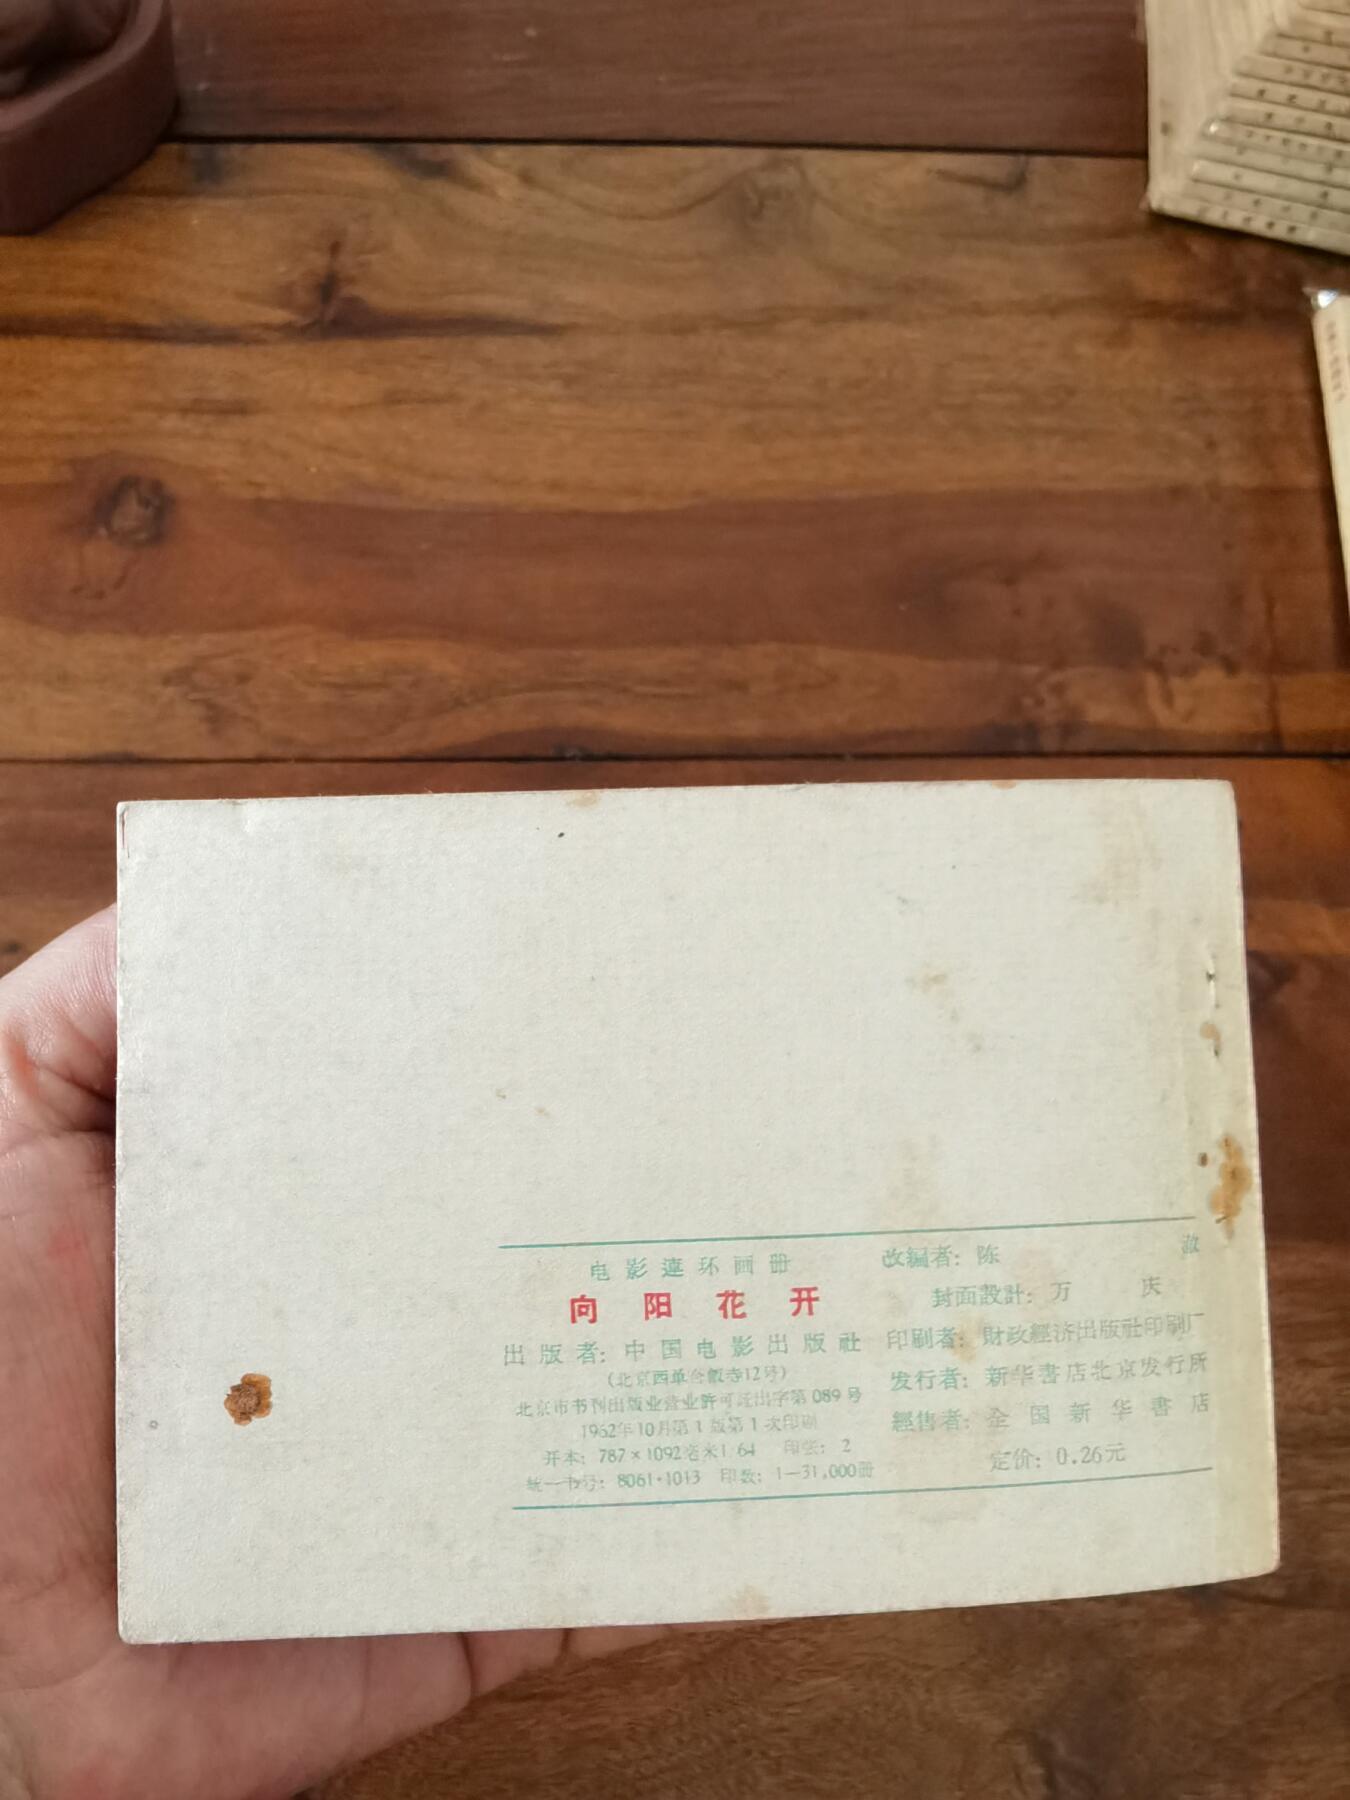 电影連环画册
向阳花开
出版者：中国电影出版社
（北京西单舍飯寺12号）
北京市书刊出版业营业許可证出字第089号
1962年10月第1版第1次印刷
开本：787×1092毫米1/64 印张：2
統一书号：8061·1013 印数：1—31,000册
改編者：陈 淑
封面設計：万 庆
印刷者：財政經济出版社印刷厂
发行者：新华書店北京发行所
經售者：全国新华書店
定价：0.26元